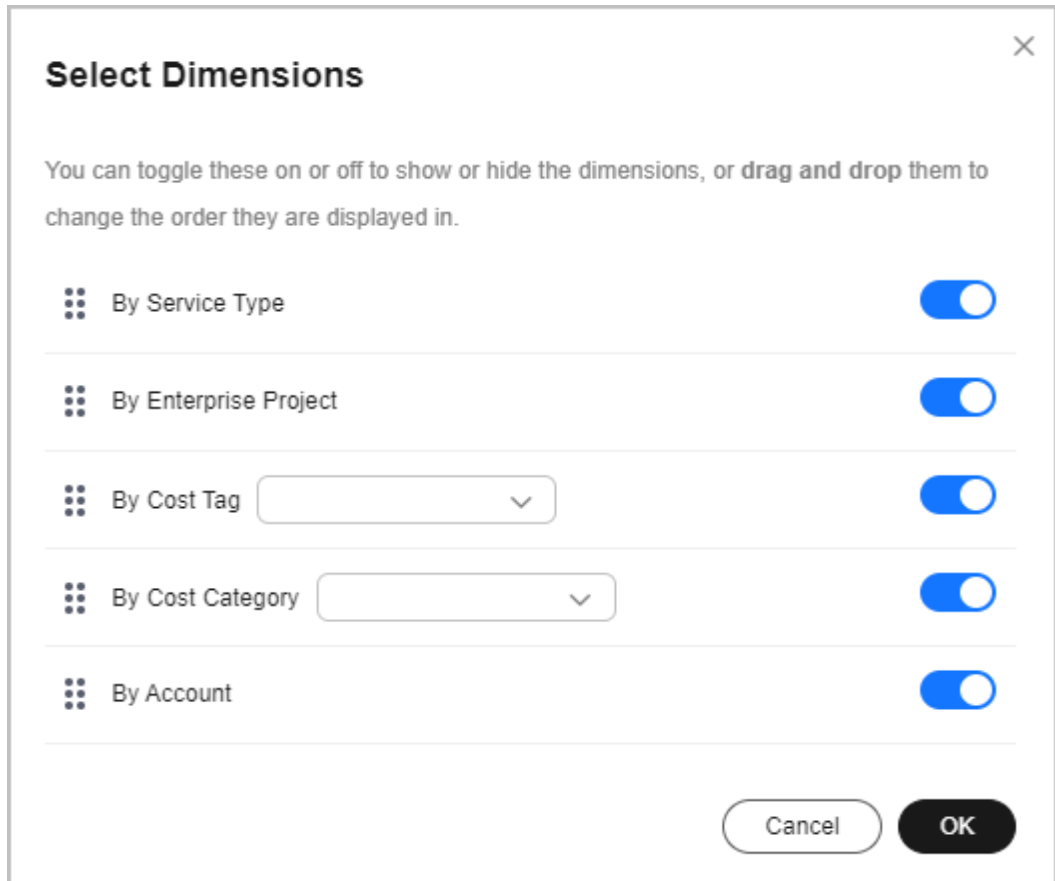 Select Dimensions
You can toggle these on or off to show or hide the dimensions, or drag and drop them to
change the order they are displayed in.
By Service Type
By Enterprise Project
By Cost Tag
By Cost Category
By Account
Cancel OK